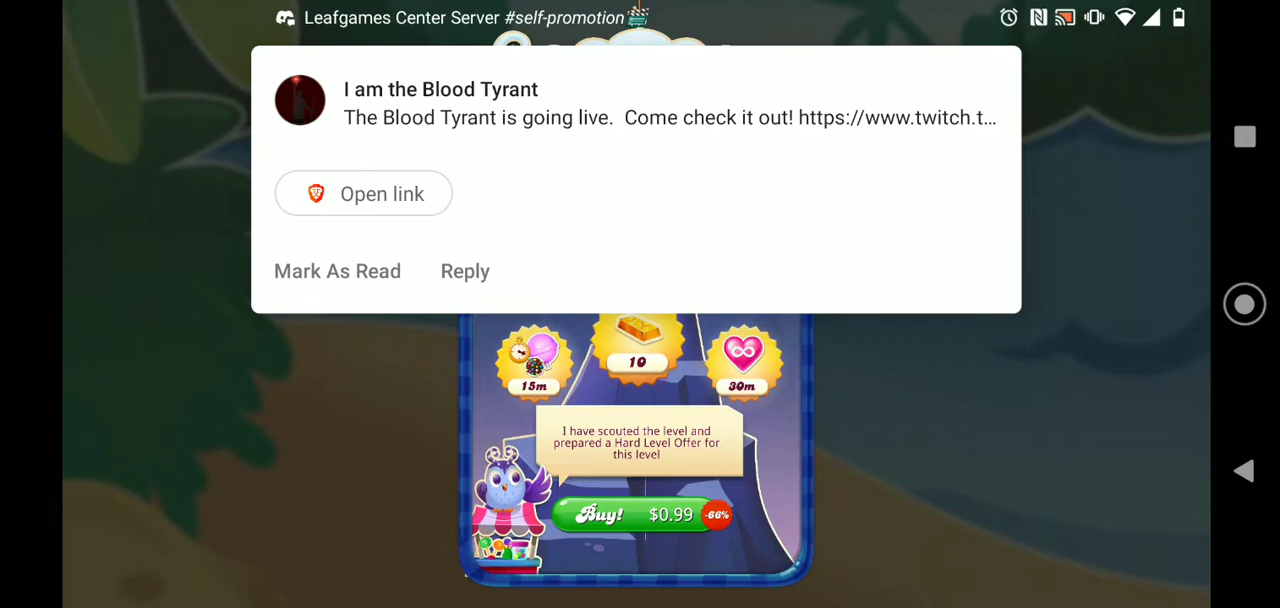 Leafgames Center Server #self-promotion
I am the Blood Tyrant
The Blood Tyrant is going live. Come check it out! https://www.twitch.t...
Open link
Mark As Read
Reply
15m
10
30m
I have scouted the level and
prepared a Hard Level Offer for
this level
Buy! $0.99 -66%